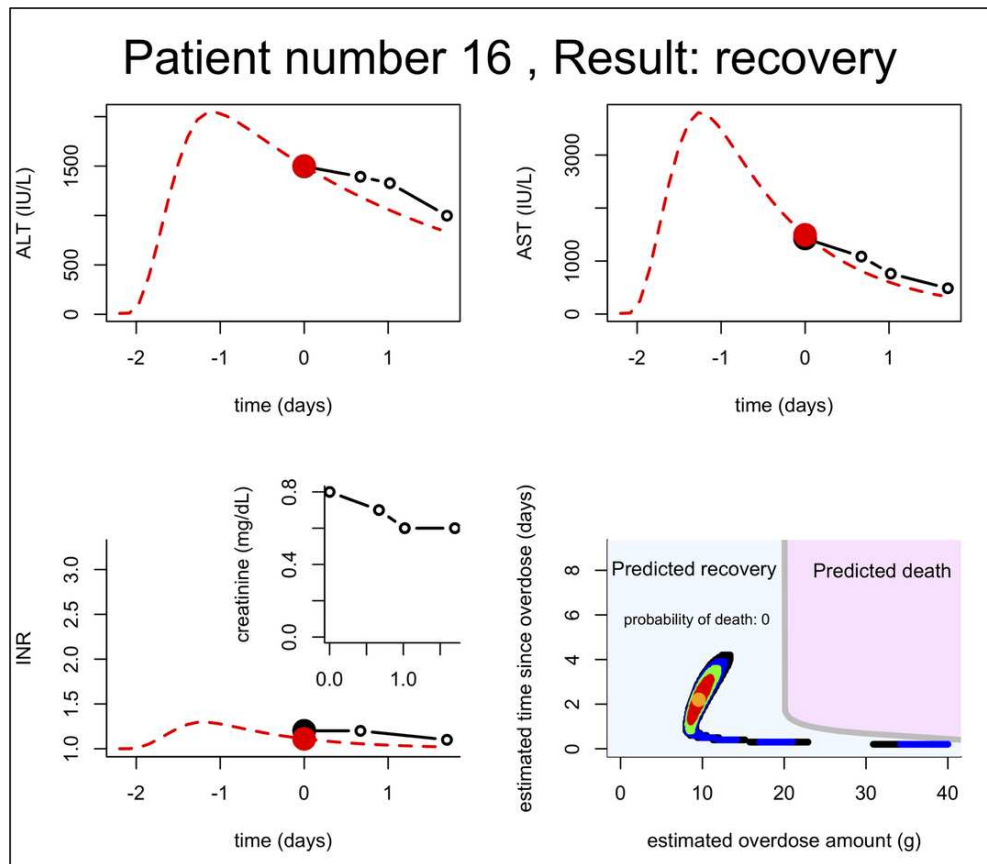 Patient number 16 , Result: recovery
ALT (IU/L)
0
500
1500
-2
-1
0
1
time (days)
AST (IU/L)
0
1000
3000
-2
-1
0
1
time (days)
INR
1.0
1.5
2.0
2.5
3.0
-2
-1
0
1
time (days)
creatinine (mg/dL)
0.0
0.4
0.8
0.0
1.0
estimated time since overdose (days)
0
2
4
6
8
Predicted recovery
Predicted death
probability of death: 0
0
10
20
30
40
estimated overdose amount (g)